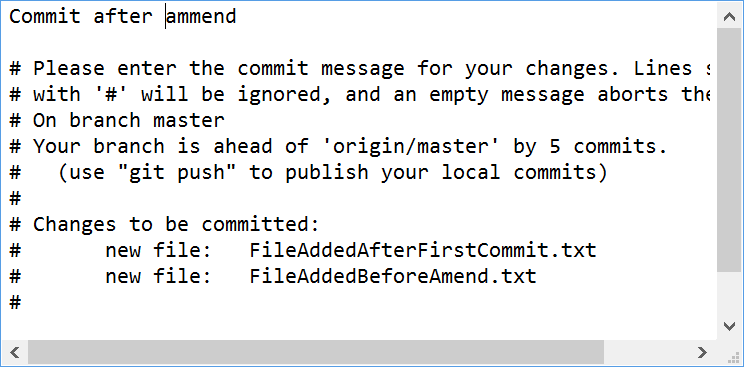 Commit after ammend
# Please enter the commit message for your changes. Lines s
# with '#' will be ignored, and an empty message aborts the
# On branch master
# Your branch is ahead of 'origin/master' by 5 commits.
#   (use "git push" to publish your local commits)
#
# Changes to be committed:
#       new file:   FileAddedAfterFirstCommit.txt
#       new file:   FileAddedBeforeAmend.txt
#